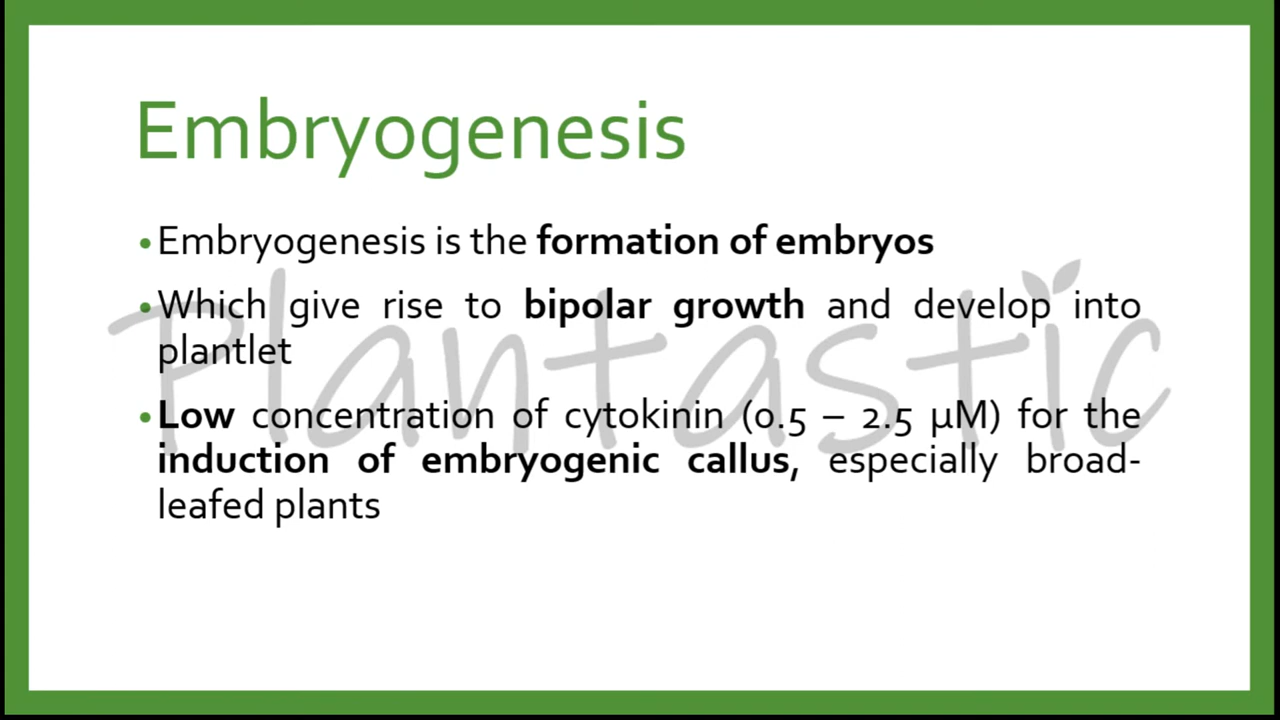 Embryogenesis
•Embryogenesis is the formation of embryos
•Which give rise to bipolar growth and develop into
plantlet
•Low concentration of cytokinin (0.5 – 2.5 µM) for the
induction of embryogenic callus, especially broad-
leafed plants
Plantastic